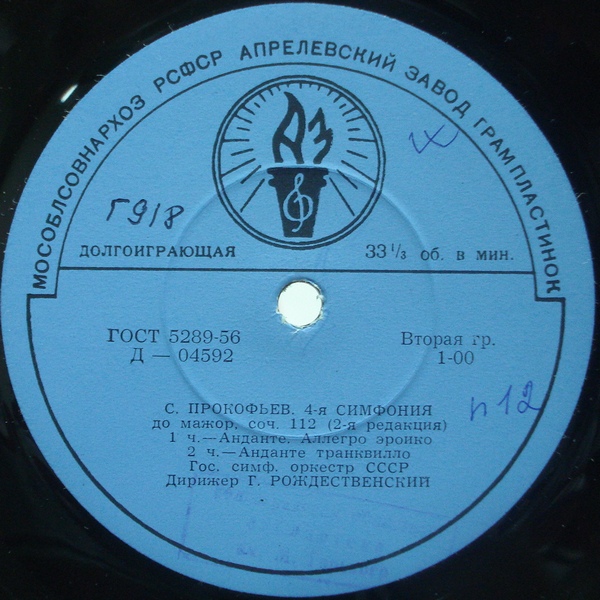 МОСОБЛСОВНАРХОЗ РСФСР АПРЕЛЕВСКИЙ ЗАВОД ГРАМПЛАСТИНОК
АЗ
Г918
ДОЛГОИГРАЮЩАЯ
33 1/3 об. в мин.
ГОСТ 5289-56
Д — 04592
Вторая гр.
1-00
п 12
С. ПРОКОФЬЕВ. 4-я СИМФОНИЯ
до мажор, соч. 112 (2-я редакция)
1 ч.—Анданте. Аллегро эроико
2 ч.—Анданте транквилло
Гос. симф. оркестр СССР
Дирижер Г. РОЖДЕСТВЕНСКИЙ